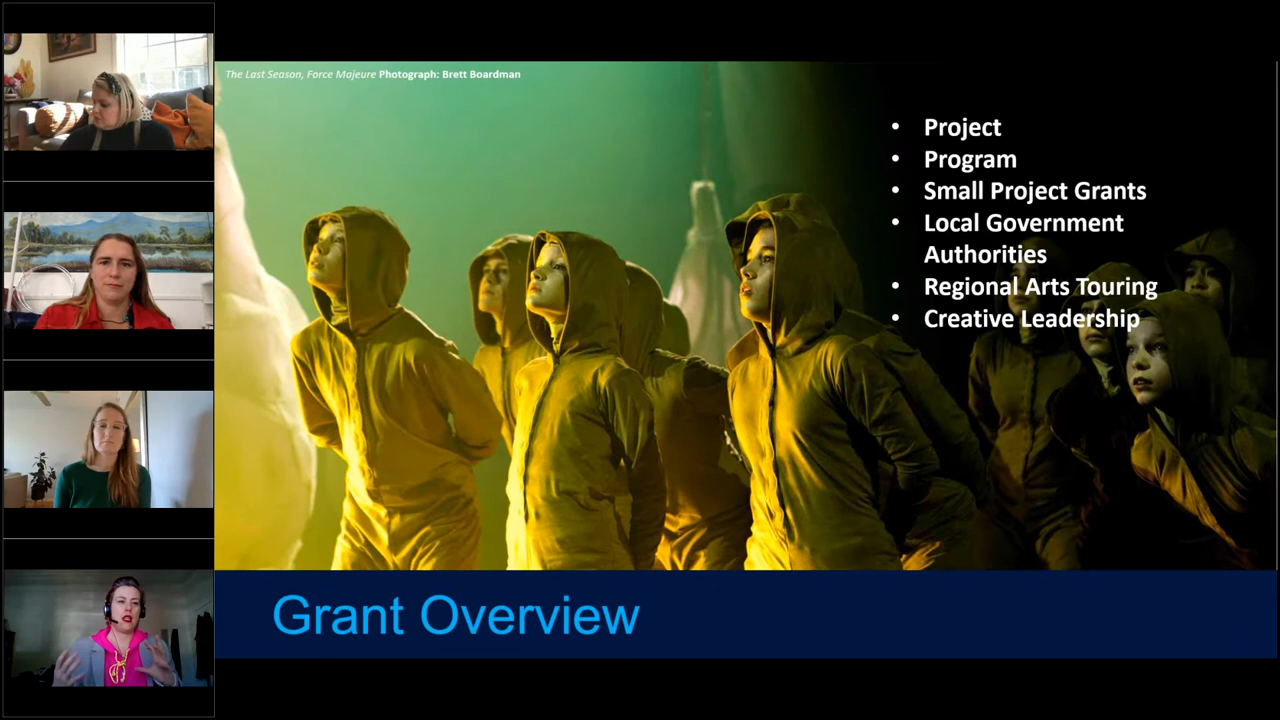 The Last Season, Force Majeure Photograph: Brett Boardman
• Project
• Program
• Small Project Grants
• Local Government
Authorities
• Regional Arts Touring
• Creative Leadership
Grant Overview